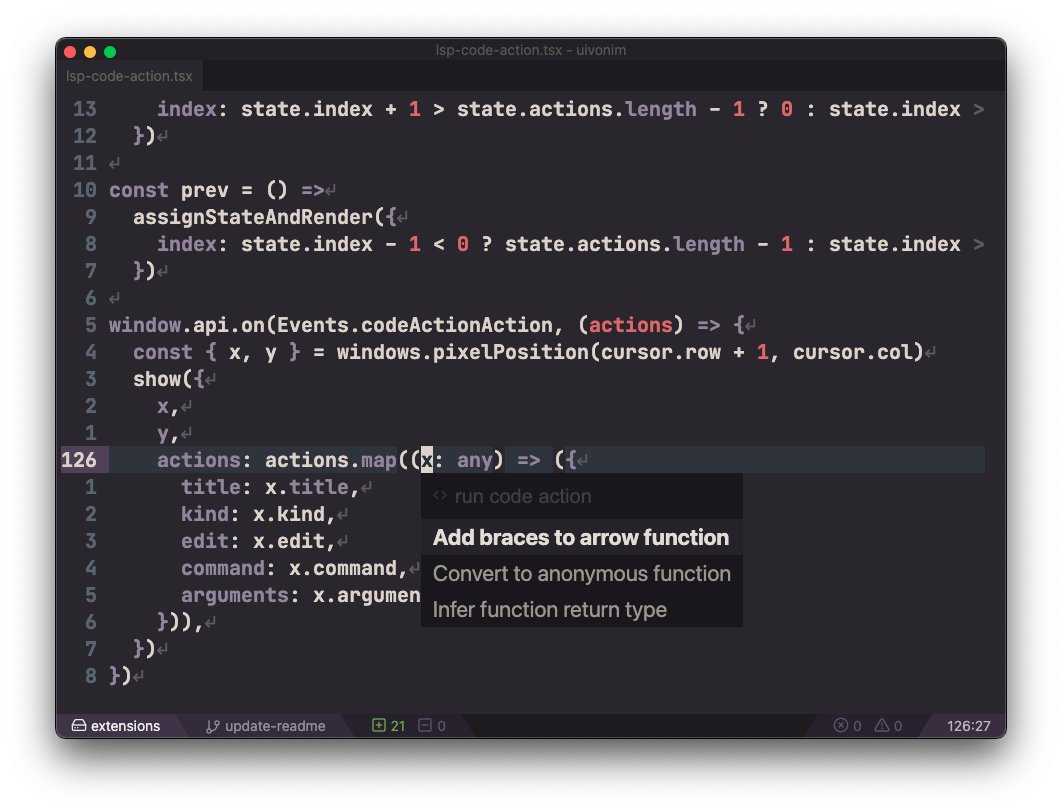 lsp-code-action.tsx - uivonim
lsp-code-action.tsx
13     index: state.index + 1 > state.actions.length - 1 ? 0 : state.index >
12   })↵
11 ↵
10 const prev = () =>↵
9   assignStateAndRender({↵
8     index: state.index - 1 < 0 ? state.actions.length - 1 : state.index >
7   })↵
6 ↵
5 window.api.on(Events.codeActionAction, (actions) => {↵
4   const { x, y } = windows.pixelPosition(cursor.row + 1, cursor.col)↵
3   show({↵
2     x,↵
1     y,↵
126     actions: actions.map((x: any) => ({↵
<> run code action
1       title: x.title,↵
2       kind: x.kind,↵
Add braces to arrow function
3       edit: x.edit,↵
4       command: x.command,↵
Convert to anonymous function
5       arguments: x.argumen
Infer function return type
6     })),↵
7   })↵
8 })↵
extensions update-readme 21 0 0 0 126:27